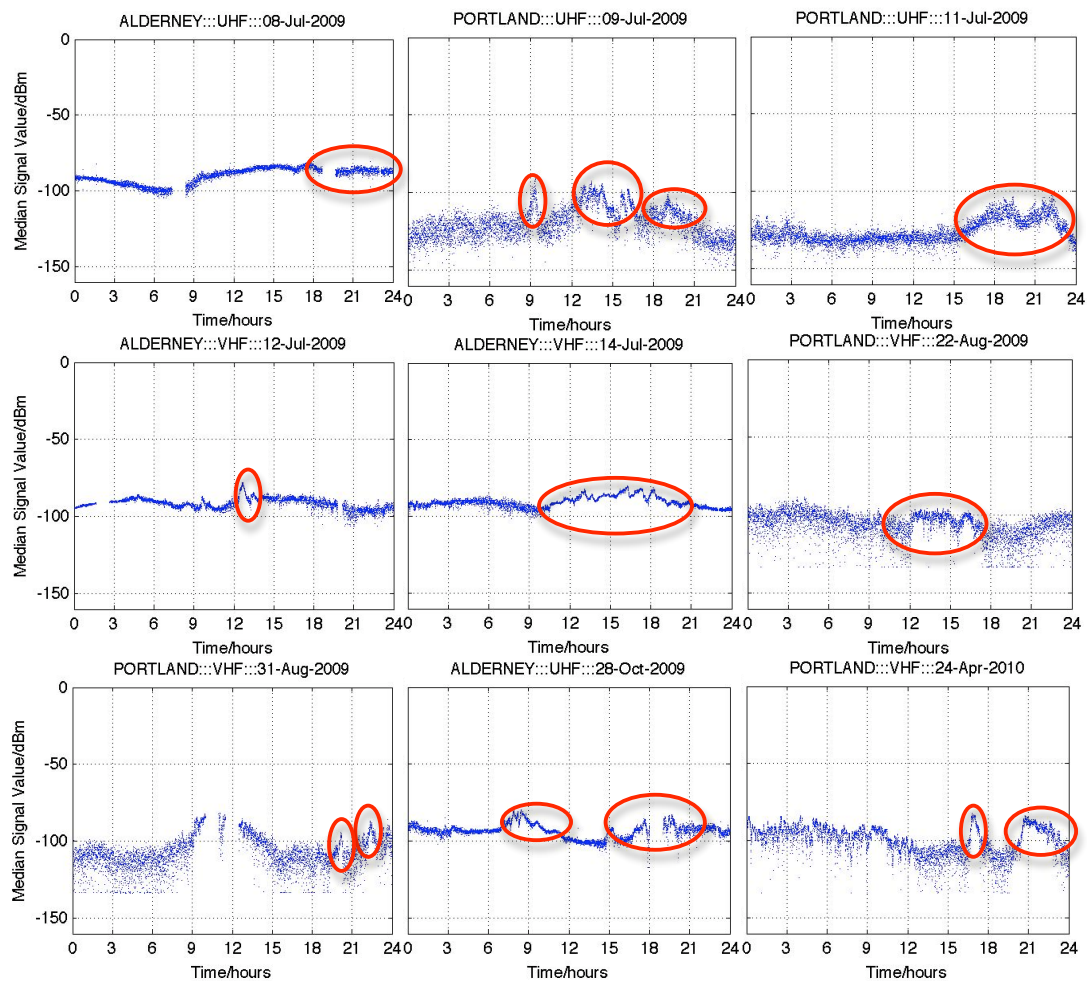 ALDERNEY:::UHF:::08-Jul-2009
PORTLAND:::UHF:::09-Jul-2009
PORTLAND:::UHF:::11-Jul-2009
Median Signal Value/dBm
0
-50
-100
-150
0 3 6 9 12 15 18 21 24
0 3 6 9 12 15 18 21 24
0 3 6 9 12 15 18 21 24
Time/hours
Time/hours
Time/hours
ALDERNEY:::VHF:::12-Jul-2009
ALDERNEY:::VHF:::14-Jul-2009
PORTLAND:::VHF:::22-Aug-2009
Median Signal Value/dBm
0
-50
-100
-160
0 3 6 9 12 15 18 21 24
0 3 6 9 12 15 18 21 24
0 3 6 9 12 15 18 21 24
Time/hours
Time/hours
Time/hours
PORTLAND:::VHF:::31-Aug-2009
ALDERNEY:::UHF:::28-Oct-2009
PORTLAND:::VHF:::24-Apr-2010
Median Signal Value/dBm
0
-50
-100
-150
0 3 6 9 12 15 18 21 24
0 3 6 9 12 15 18 21 24
0 3 6 9 12 15 18 21 24
Time/hours
Time/hours
Time/hours